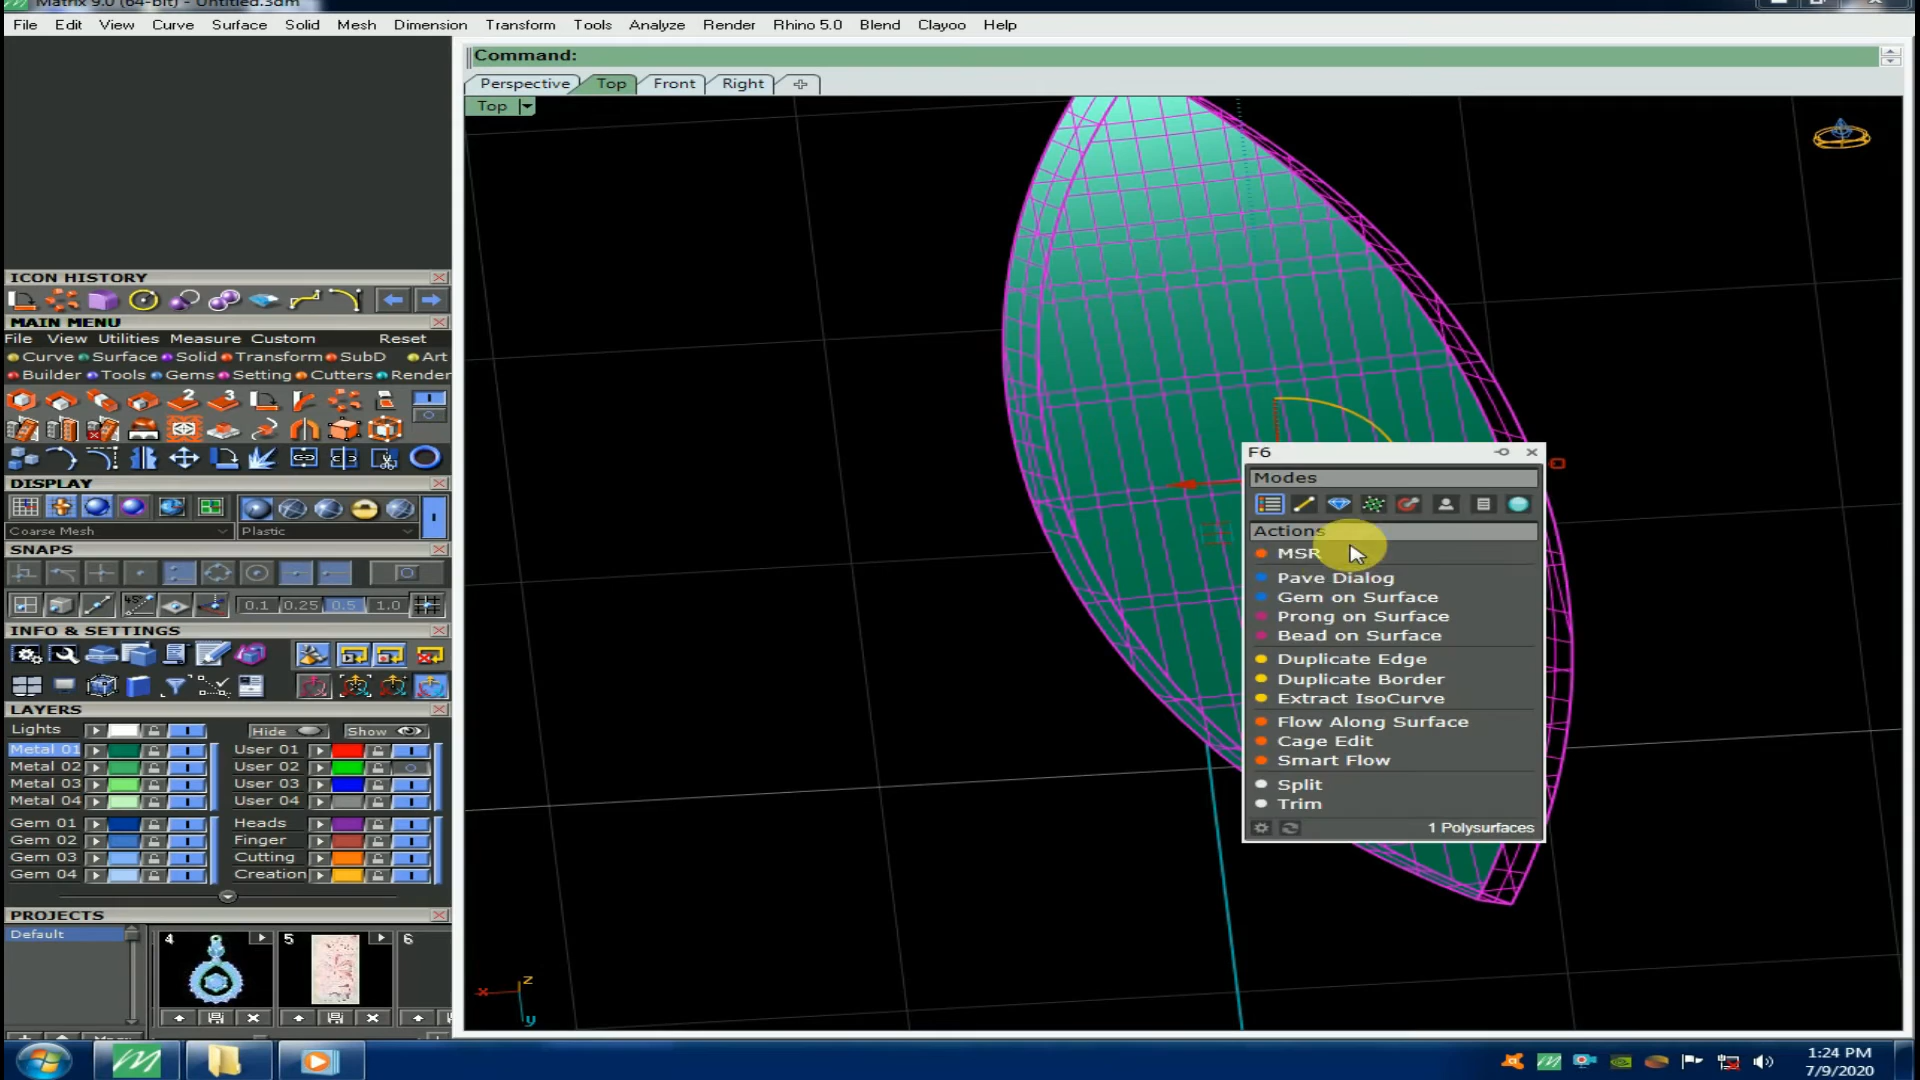 Matrix 9.0 (64-bit) - Untitled.3dm
File Edit View Curve Surface Solid Mesh Dimension Transform Tools Analyze Render Rhino 5.0 Blend Clayoo Help
Command:
Perspective Top Front Right
Top
ICON HISTORY
MAIN MENU
File View Utilities Measure Custom Reset
Curve Surface Solid Transform SubD Art
Builder Tools Gems Setting Cutters Render
2 3
DISPLAY
Coarse Mesh Plastic
SNAPS
45°
0.1 0.25 0.5 1.0
INFO & SETTINGS
LAYERS
Lights Hide Show
Metal 01 User 01
Metal 02 User 02
Metal 03 User 03
Metal 04 User 04
Gem 01 Heads
Gem 02 Finger
Gem 03 Cutting
Gem 04 Creation
PROJECTS
Default
4 5 6
F6
Modes
Actions
MSR
Pave Dialog
Gem on Surface
Prong on Surface
Bead on Surface
Duplicate Edge
Duplicate Border
Extract IsoCurve
Flow Along Surface
Cage Edit
Smart Flow
Split
Trim
1 Polysurfaces
z
x
y
1:24 PM
7/9/2020